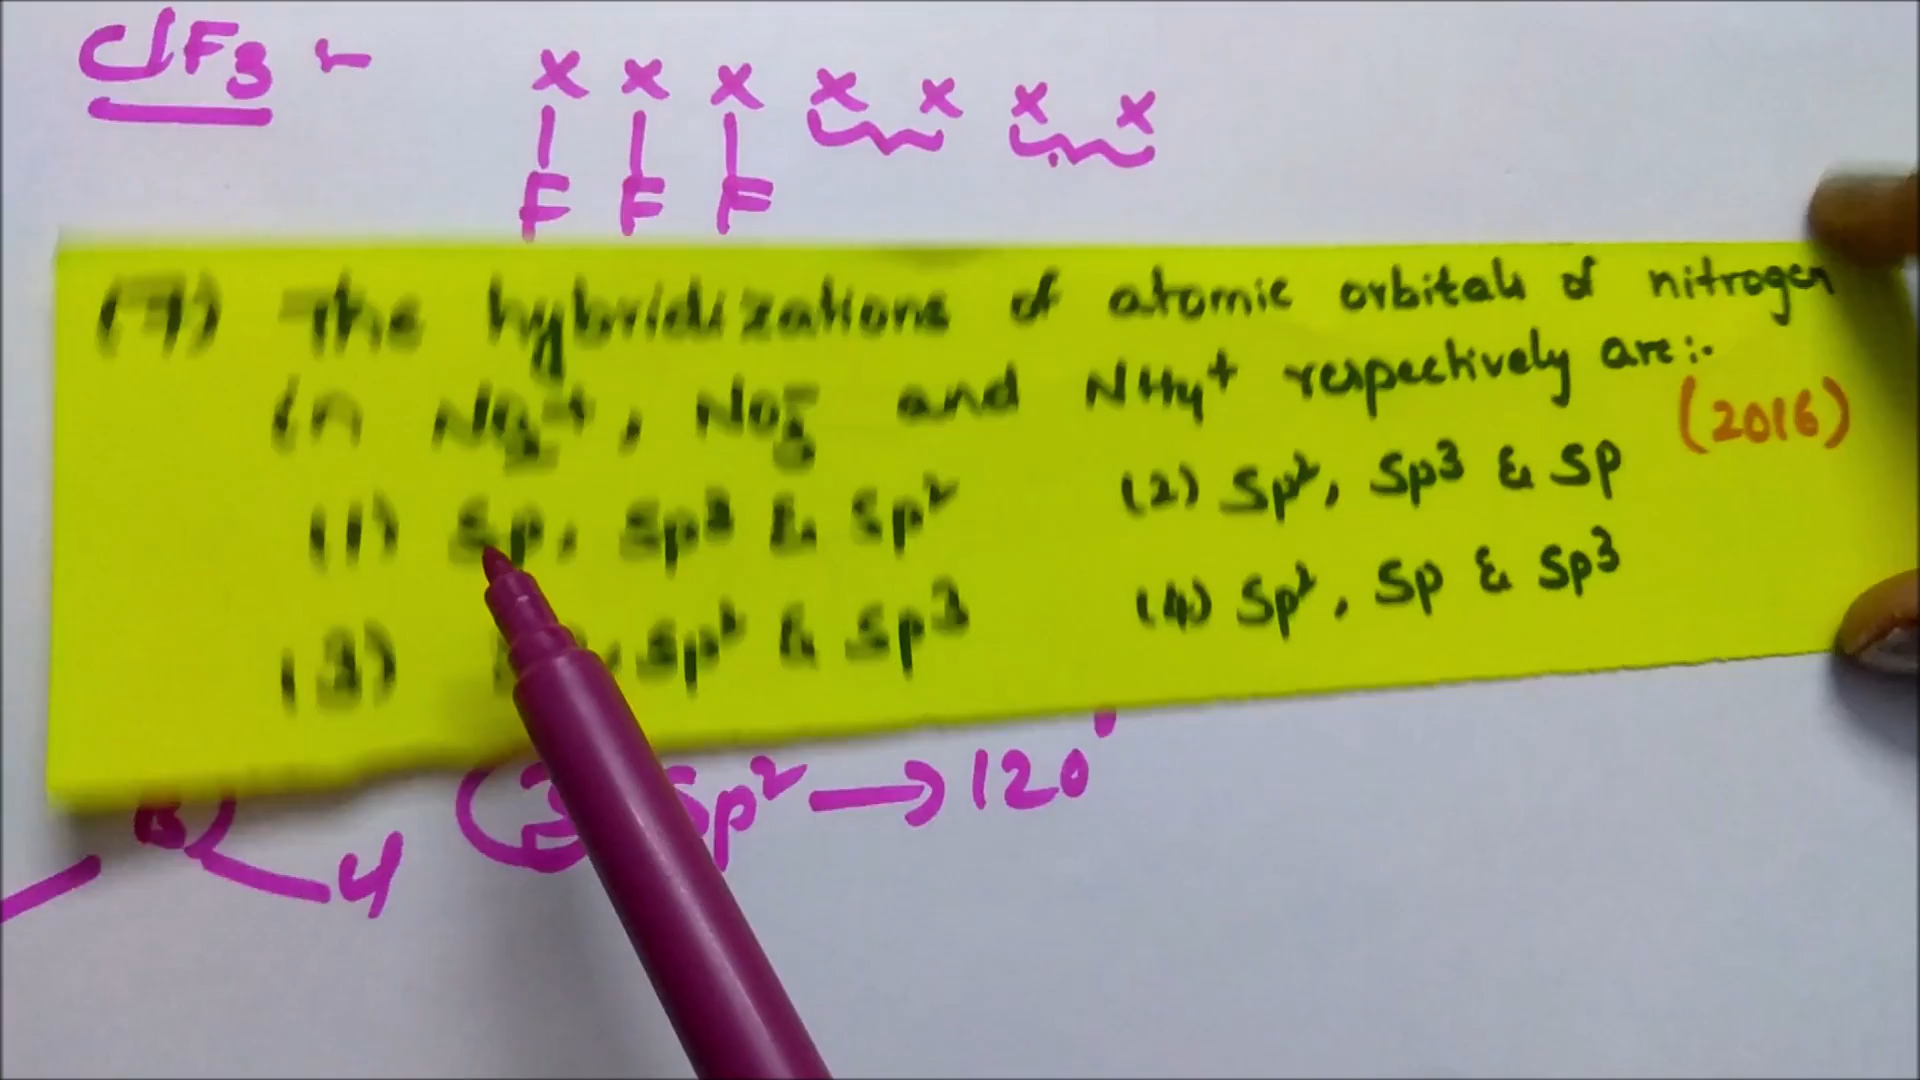 ClF3 -
x x x x x x x
F F F
(7) The hybridizations of atomic orbitals of nitrogen
in NO2+, NO3- and NH4+ respectively are:-
(2016)
(1) Sp, Sp3 & Sp2 (2) Sp2, Sp3 & Sp
(3) , Sp2 & Sp3 (4) Sp2, Sp & Sp3
Sp2 → 120°
4